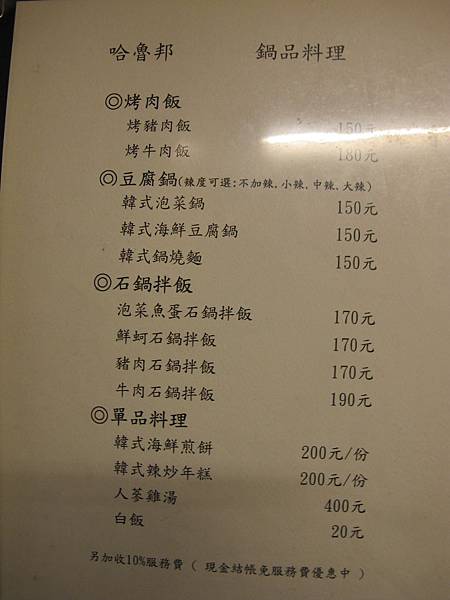 哈魯邦 鍋品料理
◎烤肉飯
烤豬肉飯 150元
烤牛肉飯 180元
◎豆腐鍋(辣度可選:不加辣.小辣.中辣.大辣)
韓式泡菜鍋 150元
韓式海鮮豆腐鍋 150元
韓式鍋燒麵 150元
◎石鍋拌飯
泡菜魚蛋石鍋拌飯 170元
鮮蚵石鍋拌飯 170元
豬肉石鍋拌飯 170元
牛肉石鍋拌飯 190元
◎單品料理
韓式海鮮煎餅 200元/份
韓式辣炒年糕 200元/份
人蔘雞湯 400元
白飯 20元
另加收10%服務費 ( 現金結帳免服務費優惠中 )